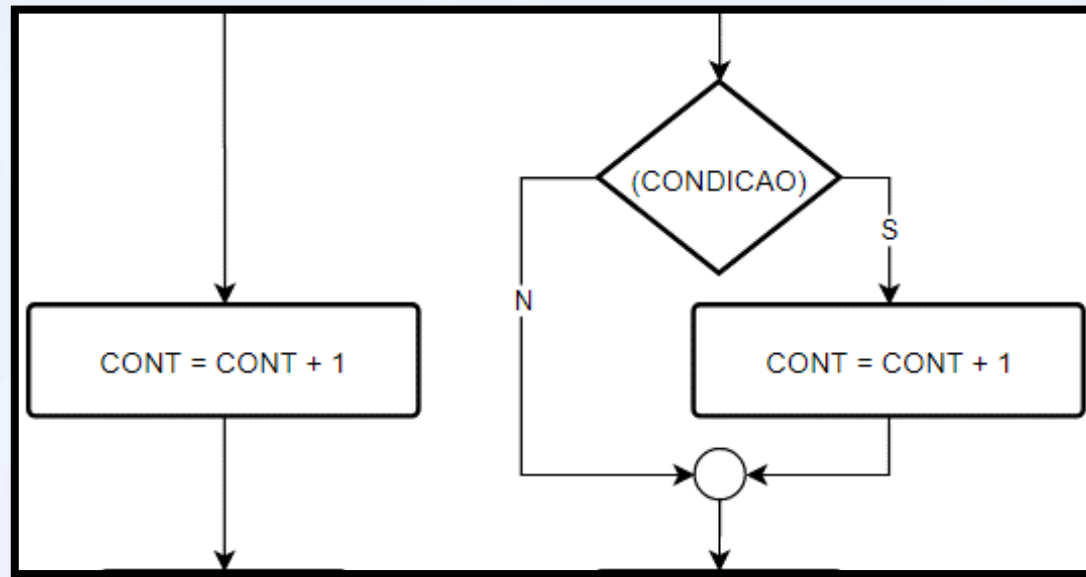 (CONDICAO)
S
N
CONT = CONT + 1
CONT = CONT + 1